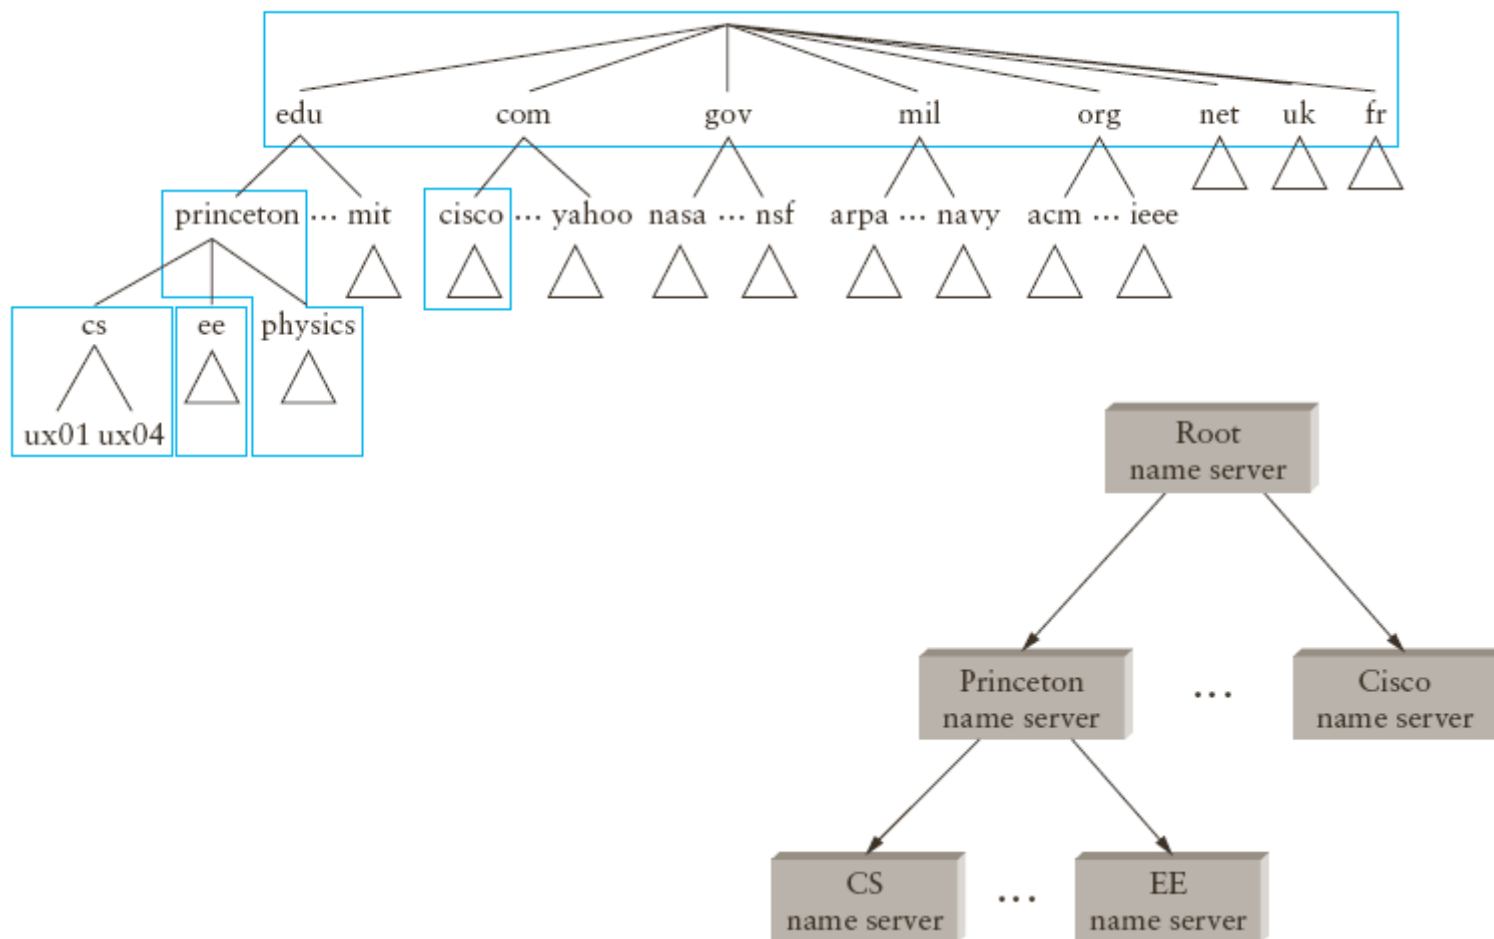 edu com gov mil org net uk fr
princeton ... mit cisco ... yahoo nasa ... nsf arpa ... navy acm ... ieee
cs ee physics
ux01 ux04
Root
name server
Princeton
name server
...
Cisco
name server
CS
name server
...
EE
name server